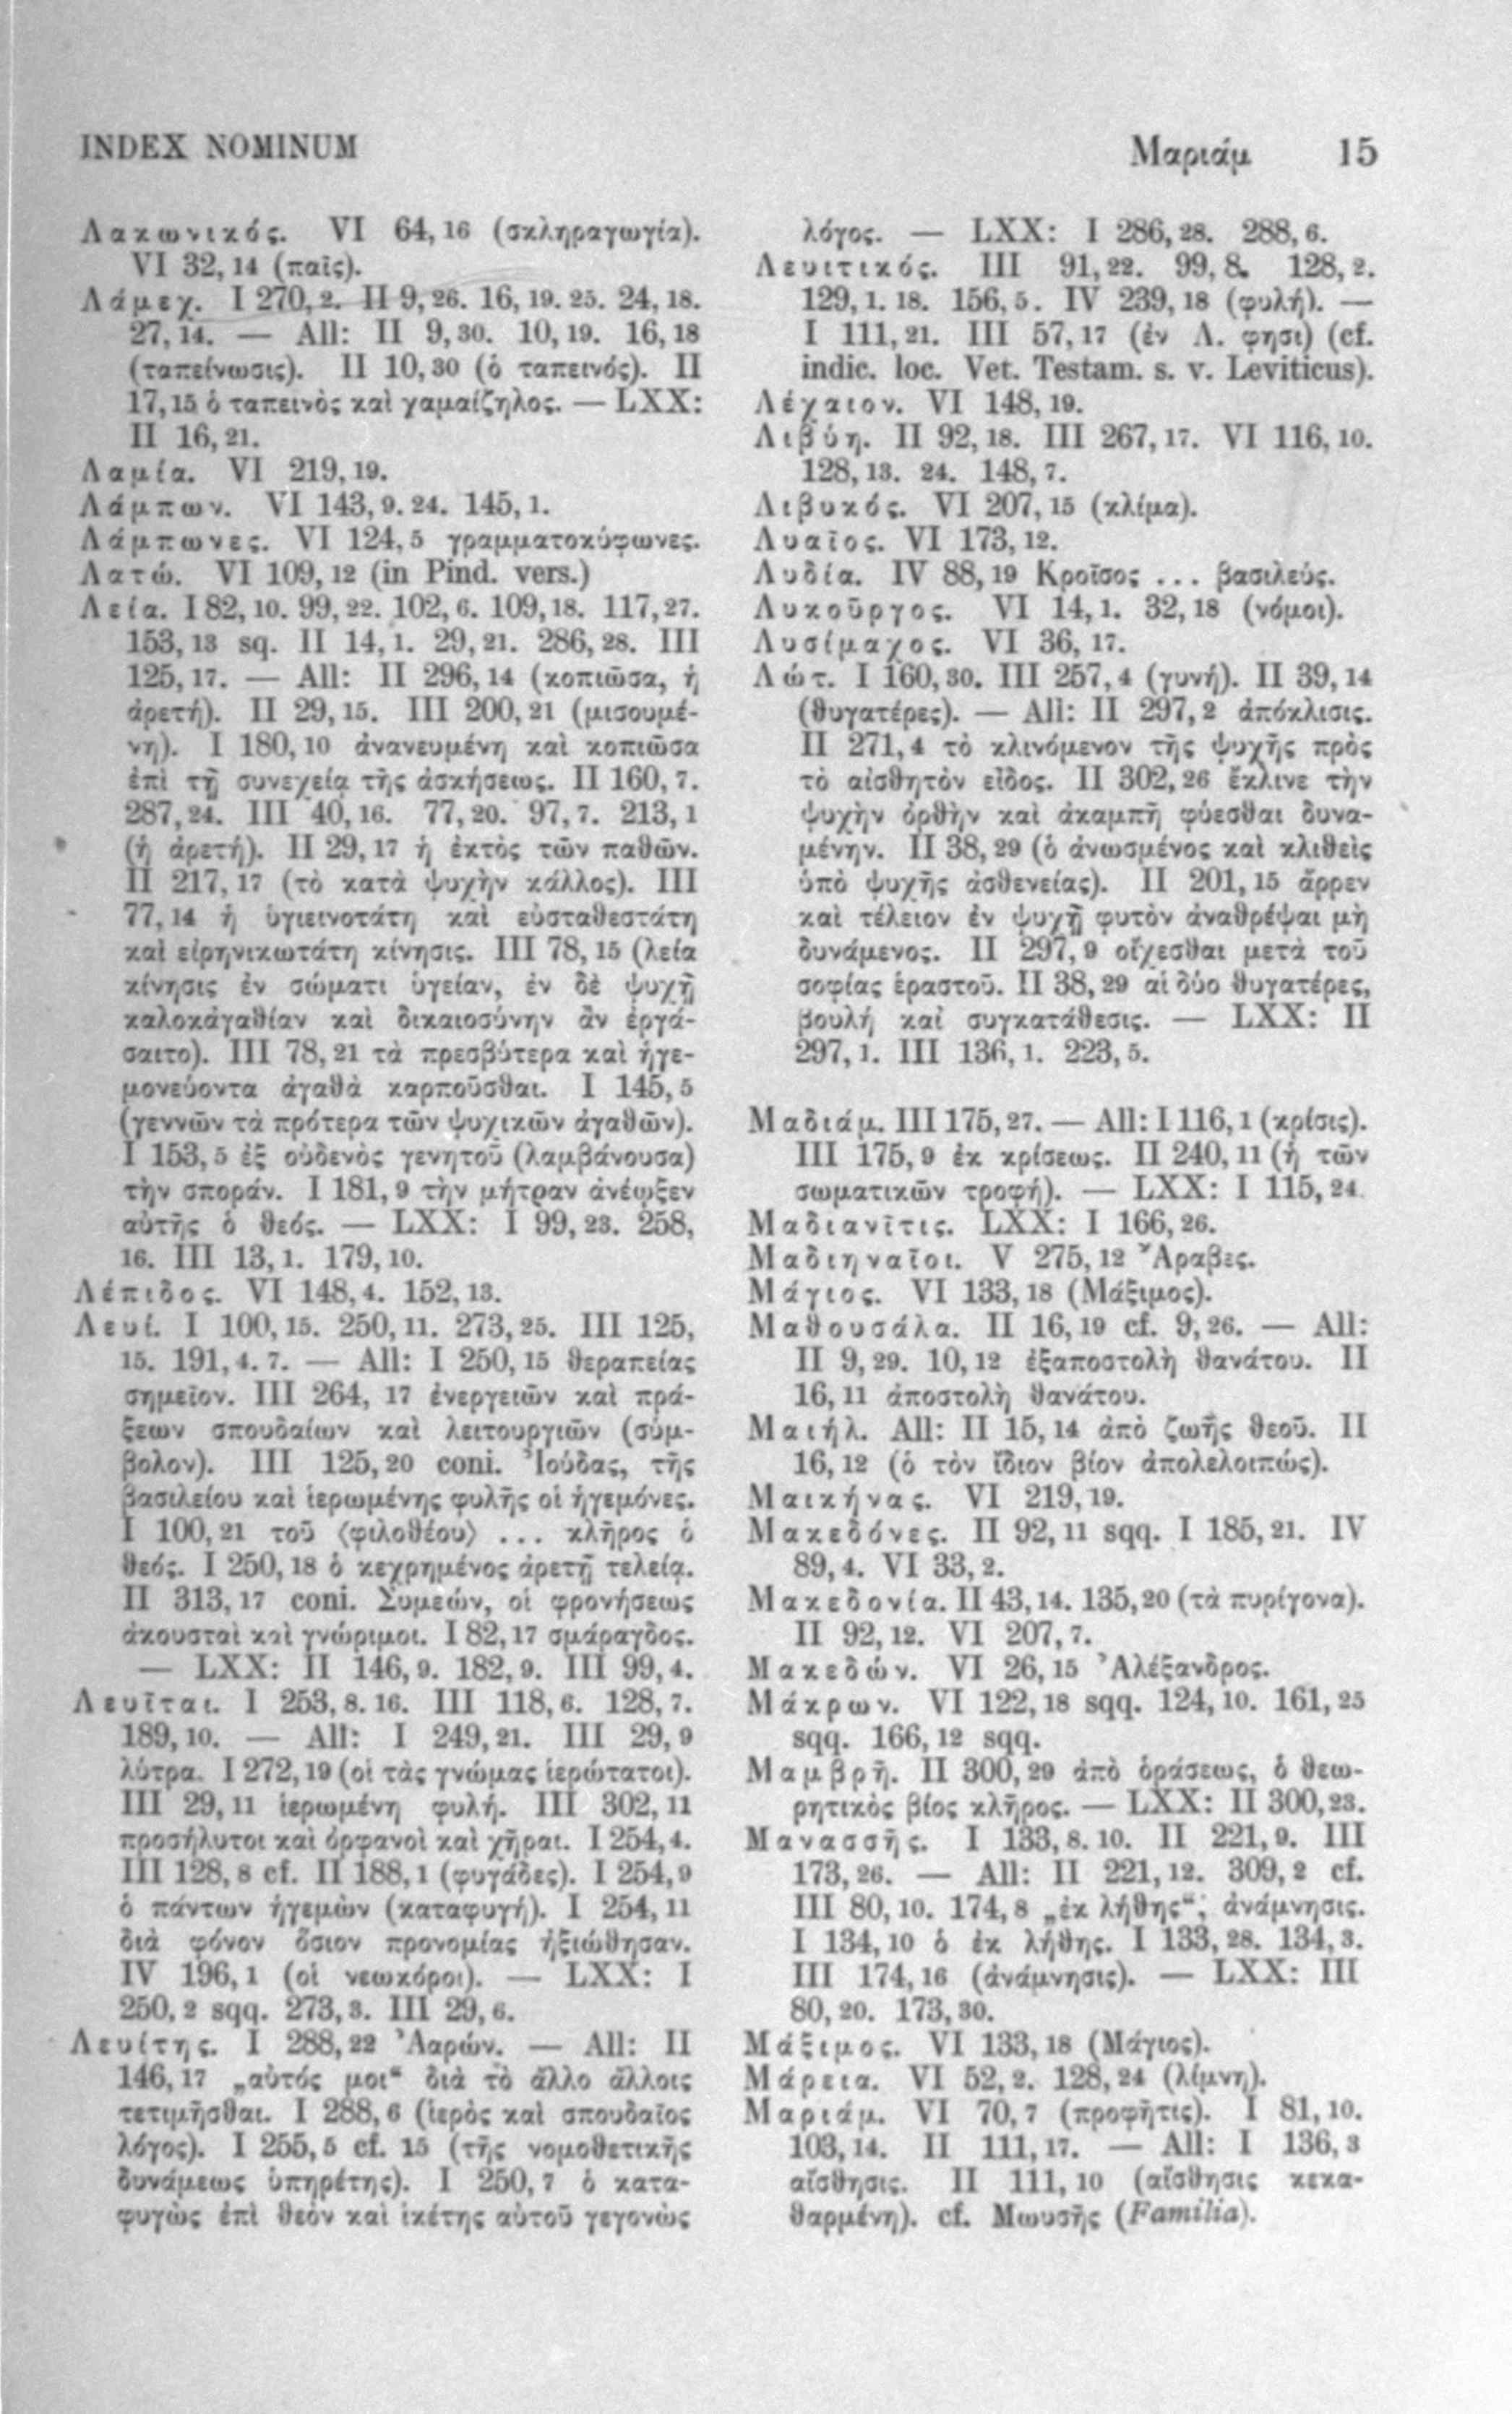 INDEX NOMINUM
Μαριάμ 15
Λακωνικός. VI 64,16 (σκληραγωγία).
VI 32,14 (παῖς).
Λάμεχ. I 270,2. II 9,26. 16,19. 25. 24,18.
27,14. — All: II 9,30. 10,19. 16,18
(ταπείνωσις). II 10,30 (ὁ ταπεινός). II
17,15 ὁ ταπεινὸς καὶ χαμαίζηλος. — LXX:
II 16,21.
Λαμία. VI 219,19.
Λάμπων. VI 143,9. 24. 145,1.
Λάμπωνες. VI 124,5 γραμματοκύφωνες.
Λατώ. VI 109,12 (in Pind. vers.)
Λεία. I 82,10. 99,22. 102,6. 109,18. 117,27.
153,13 sq. II 14,1. 29,21. 286,28. III
125,17. — All: II 296,14 (κοπιῶσα, ἡ
ἀρετή). II 29,15. III 200,21 (μισουμέ-
νη). I 180,10 ἀνανευμένη καὶ κοπιῶσα
ἐπὶ τῇ συνεχείᾳ τῆς ἀσκήσεως. II 160,7.
287,24. III 40,16. 77,20. 97,7. 213,1
(ἡ ἀρετή). II 29,17 ἡ ἐκτὸς τῶν παθῶν.
II 217,17 (τὸ κατὰ ψυχὴν κάλλος). III
77,14 ἡ ὑγιεινοτάτη καὶ εὐσταθεστάτη
καὶ εἰρηνικωτάτη κίνησις. III 78,15 (λεία
κίνησις ἐν σώματι ὑγείαν, ἐν δὲ ψυχῇ
καλοκἀγαθίαν καὶ δικαιοσύνην ἂν ἐργά-
σαιτο). III 78,21 τὰ πρεσβύτερα καὶ ἡγε-
μονεύοντα ἀγαθὰ καρποῦσθαι. I 145,5
(γεννῶν τὰ πρότερα τῶν ψυχικῶν ἀγαθῶν).
I 153,5 ἐξ οὐδενὸς γενητοῦ (λαμβάνουσα)
τὴν σποράν. I 181,9 τὴν μήτραν ἀνέῳξεν
αὐτῆς ὁ θεός. — LXX: I 99,23. 258,
16. III 13,1. 179,10.
Λέπιδος. VI 148,4. 152,13.
Λευί. I 100,15. 250,11. 273,25. III 125,
15. 191,4. 7. — All: I 250,15 θεραπείας
σημεῖον. III 264, 17 ἐνεργειῶν καὶ πρά-
ξεων σπουδαίων καὶ λειτουργιῶν (σύμ-
βολον). III 125,20 coni. Ἰούδας, τῆς
βασιλείου καὶ ἱερωμένης φυλῆς οἱ ἡγεμόνες.
I 100,21 τοῦ ⟨φιλοθέου⟩ ... κλῆρος ὁ
θεός. I 250,18 ὁ κεχρημένος ἀρετῇ τελείᾳ.
II 313,17 coni. Συμεών, οἱ φρονήσεως
ἀκουσταὶ καὶ γνώριμοι. I 82,17 σμάραγδος.
— LXX: II 146,9. 182,9. III 99,4.
Λευῖται. I 253,8. 16. III 118,6. 128,7.
189,10. — All: I 249,21. III 29,9
λύτρα. I 272,19 (οἱ τὰς γνώμας ἱερώτατοι).
III 29,11 ἱερωμένη φυλή. III 302,11
προσήλυτοι καὶ ὀρφανοὶ καὶ χῆραι. I 254,4.
III 128,8 cf. II 188,1 (φυγάδες). I 254,9
ὁ πάντων ἡγεμὼν (καταφυγή). I 254,11
διὰ φόνον ὅσιον προνομίας ἠξιώθησαν.
IV 196,1 (οἱ νεωκόροι). — LXX: I
250,2 sqq. 273,3. III 29,6.
Λευίτης. I 288,22 Ἀαρών. — All: II
146,17 „αὐτός μοι“ διὰ τὸ ἄλλο ἄλλοις
τετιμῆσθαι. I 288,6 (ἱερὸς καὶ σπουδαῖος
λόγος). I 255,5 cf. 15 (τῆς νομοθετικῆς
δυνάμεως ὑπηρέτης). I 250,7 ὁ κατα-
φυγὼς ἐπὶ θεὸν καὶ ἱκέτης αὐτοῦ γεγονὼς
λόγος. — LXX: I 286,28. 288,6.
Λευιτικός. III 91,22. 99,8. 128,2.
129,1. 18. 156,5. IV 239,18 (φυλή). —
I 111,21. III 57,17 (ἐν Λ. φησι) (cf.
indic. loc. Vet. Testam. s. v. Leviticus).
Λέχαιον. VI 148,19.
Λιβύη. II 92,18. III 267,17. VI 116,10.
128,13. 24. 148,7.
Λιβυκός. VI 207,15 (κλίμα).
Λυαῖος. VI 173,12.
Λυδία. IV 88,19 Κροῖσος ... βασιλεύς.
Λυκοῦργος. VI 14,1. 32,18 (νόμοι).
Λυσίμαχος. VI 36,17.
Λώτ. I 160,30. III 257,4 (γυνή). II 39,14
(θυγατέρες). — All: II 297,2 ἀπόκλισις.
II 271,4 τὸ κλινόμενον τῆς ψυχῆς πρὸς
τὸ αἰσθητὸν εἶδος. II 302,26 ἔκλινε τὴν
ψυχὴν ὀρθὴν καὶ ἀκαμπῆ φύεσθαι δυνα-
μένην. II 38,29 (ὁ ἀνωσμένος καὶ κλιθεὶς
ὑπὸ ψυχῆς ἀσθενείας). II 201,15 ἄρρεν
καὶ τέλειον ἐν ψυχῇ φυτὸν ἀναθρέψαι μὴ
δυνάμενος. II 297,9 οἴχεσθαι μετὰ τοῦ
σοφίας ἐραστοῦ. II 38,29 αἱ δύο θυγατέρες,
βουλὴ καὶ συγκατάθεσις. — LXX: II
297,1. III 136,1. 223,5.
Μαδιάμ. III 175,27. — All: I 116,1 (κρίσις).
III 175,9 ἐκ κρίσεως. II 240,11 (ἡ τῶν
σωματικῶν τροφή). — LXX: I 115,24.
Μαδιανῖτις. LXX: I 166,26.
Μαδιηναῖοι. V 275,12 Ἄραβες.
Μάγιος. VI 133,18 (Μάξιμος).
Μαθουσάλα. II 16,19 cf. 9,26. — All:
II 9,29. 10,12 ἐξαποστολὴ θανάτου. II
16,11 ἀποστολὴ θανάτου.
Μαιήλ. All: II 15,14 ἀπὸ ζωῆς θεοῦ. II
16,12 (ὁ τὸν ἴδιον βίον ἀπολελοιπώς).
Μαικήνας. VI 219,19.
Μακεδόνες. II 92,11 sqq. I 185,21. IV
89,4. VI 33,2.
Μακεδονία. II 43,14. 135,20 (τὰ πυρίγονα).
II 92,12. VI 207,7.
Μακεδών. VI 26,15 Ἀλέξανδρος.
Μάκρων. VI 122,18 sqq. 124,10. 161,25
sqq. 166,12 sqq.
Μαμβρῆ. II 300,29 ἀπὸ ὁράσεως, ὁ θεω-
ρητικὸς βίος κλῆρος. — LXX: II 300,23.
Μανασσῆς. I 133,8. 10. II 221,9. III
173,26. — All: II 221,12. 309,2 cf.
III 80,10. 174,8 „ἐκ λήθης“; ἀνάμνησις.
I 134,10 ὁ ἐκ λήθης. I 133,28. 134,3.
III 174,16 (ἀνάμνησις). — LXX: III
80,20. 173,30.
Μάξιμος. VI 133,18 (Μάγιος).
Μάρεια. VI 52,2. 128,24 (λίμνη).
Μαριάμ. VI 70,7 (προφῆτις). I 81,10.
103,14. II 111,17. — All: I 136,3
αἴσθησις. II 111,10 (αἴσθησις κεκα-
θαρμένη). cf. Μωυσῆς (Familia).